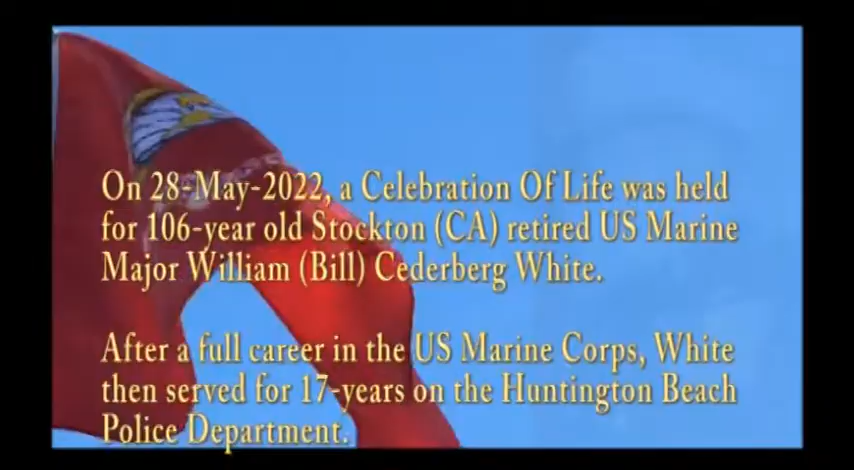 On 28-May-2022, a Celebration Of Life was held
for 106-year old Stockton (CA) retired US Marine
Major William (Bill) Cederberg White.
After a full career in the US Marine Corps, White
then served for 17-years on the Huntington Beach
Police Department.